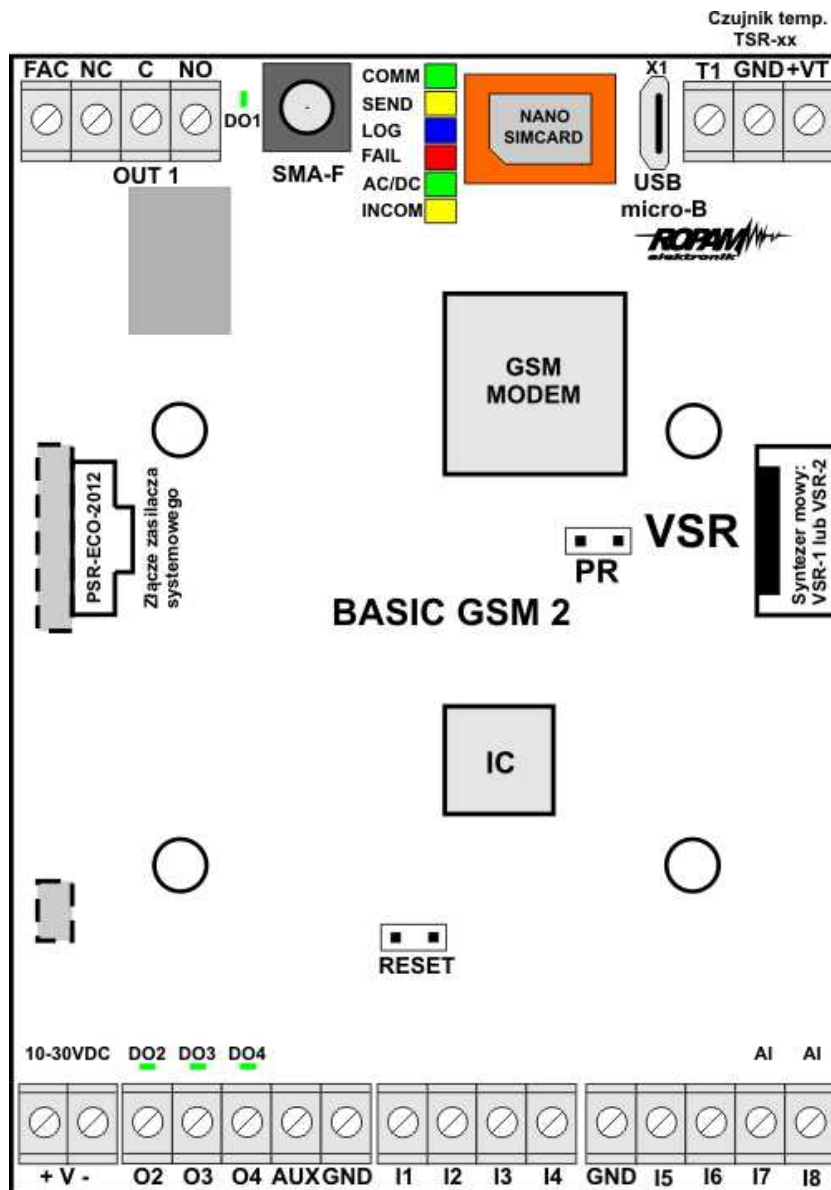 Czujnik temp.
TSR-xx
FAC NC C NO
DO1
OUT 1
SMA-F
COMM
SEND
LOG
FAIL
AC/DC
INCOM
NANO
SIMCARD
X1
USB
micro-B
T1 GND +VT
ROPAM
elektronik
GSM
MODEM
PSR-ECO-2012
Złącze zasilacza
systemowego
PR
VSR
Syntezer mowy:
VSR-1 lub VSR-2
BASIC GSM 2
IC
RESET
10-30VDC DO2 DO3 DO4 AI AI
+ V - O2 O3 O4 AUX GND I1 I2 I3 I4 GND I5 I6 I7 I8